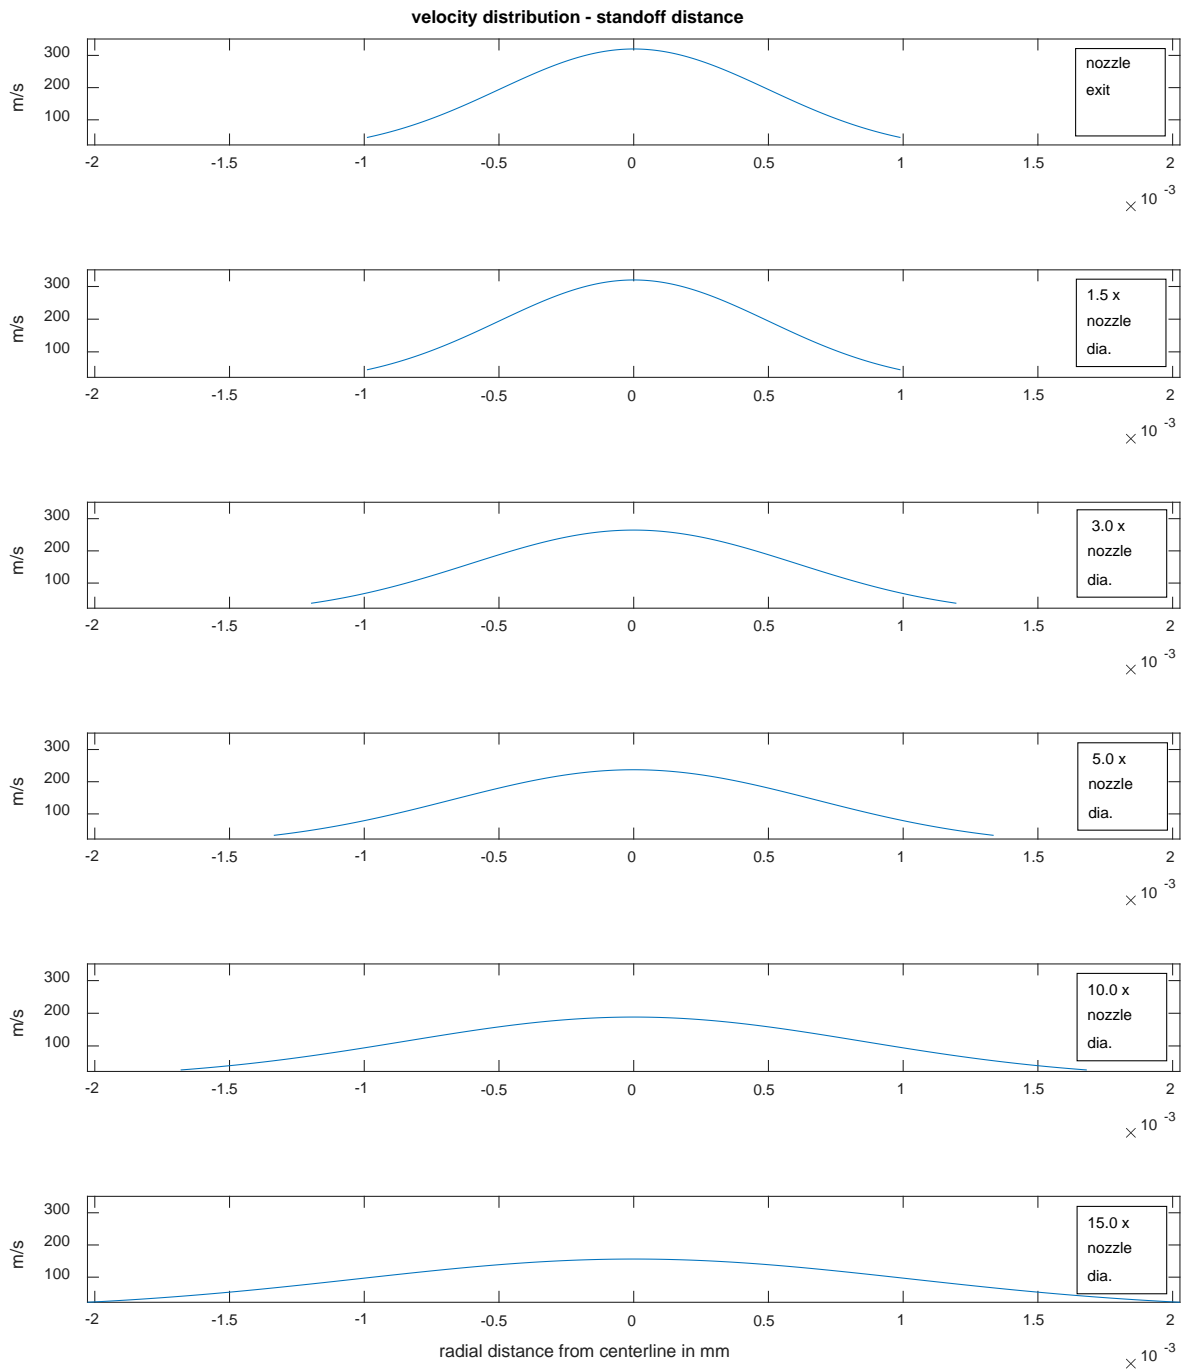 velocity distribution - standoff distance
300
200
100
m/s
nozzle
exit
-2 -1.5 -1 -0.5 0 0.5 1 1.5 2
× 10 -3
300
200
100
m/s
1.5 x
nozzle
dia.
-2 -1.5 -1 -0.5 0 0.5 1 1.5 2
× 10 -3
300
200
100
m/s
3.0 x
nozzle
dia.
-2 -1.5 -1 -0.5 0 0.5 1 1.5 2
× 10 -3
300
200
100
m/s
5.0 x
nozzle
dia.
-2 -1.5 -1 -0.5 0 0.5 1 1.5 2
× 10 -3
300
200
100
m/s
10.0 x
nozzle
dia.
-2 -1.5 -1 -0.5 0 0.5 1 1.5 2
× 10 -3
300
200
100
m/s
15.0 x
nozzle
dia.
-2 -1.5 -1 -0.5 0 0.5 1 1.5 2
radial distance from centerline in mm
× 10 -3